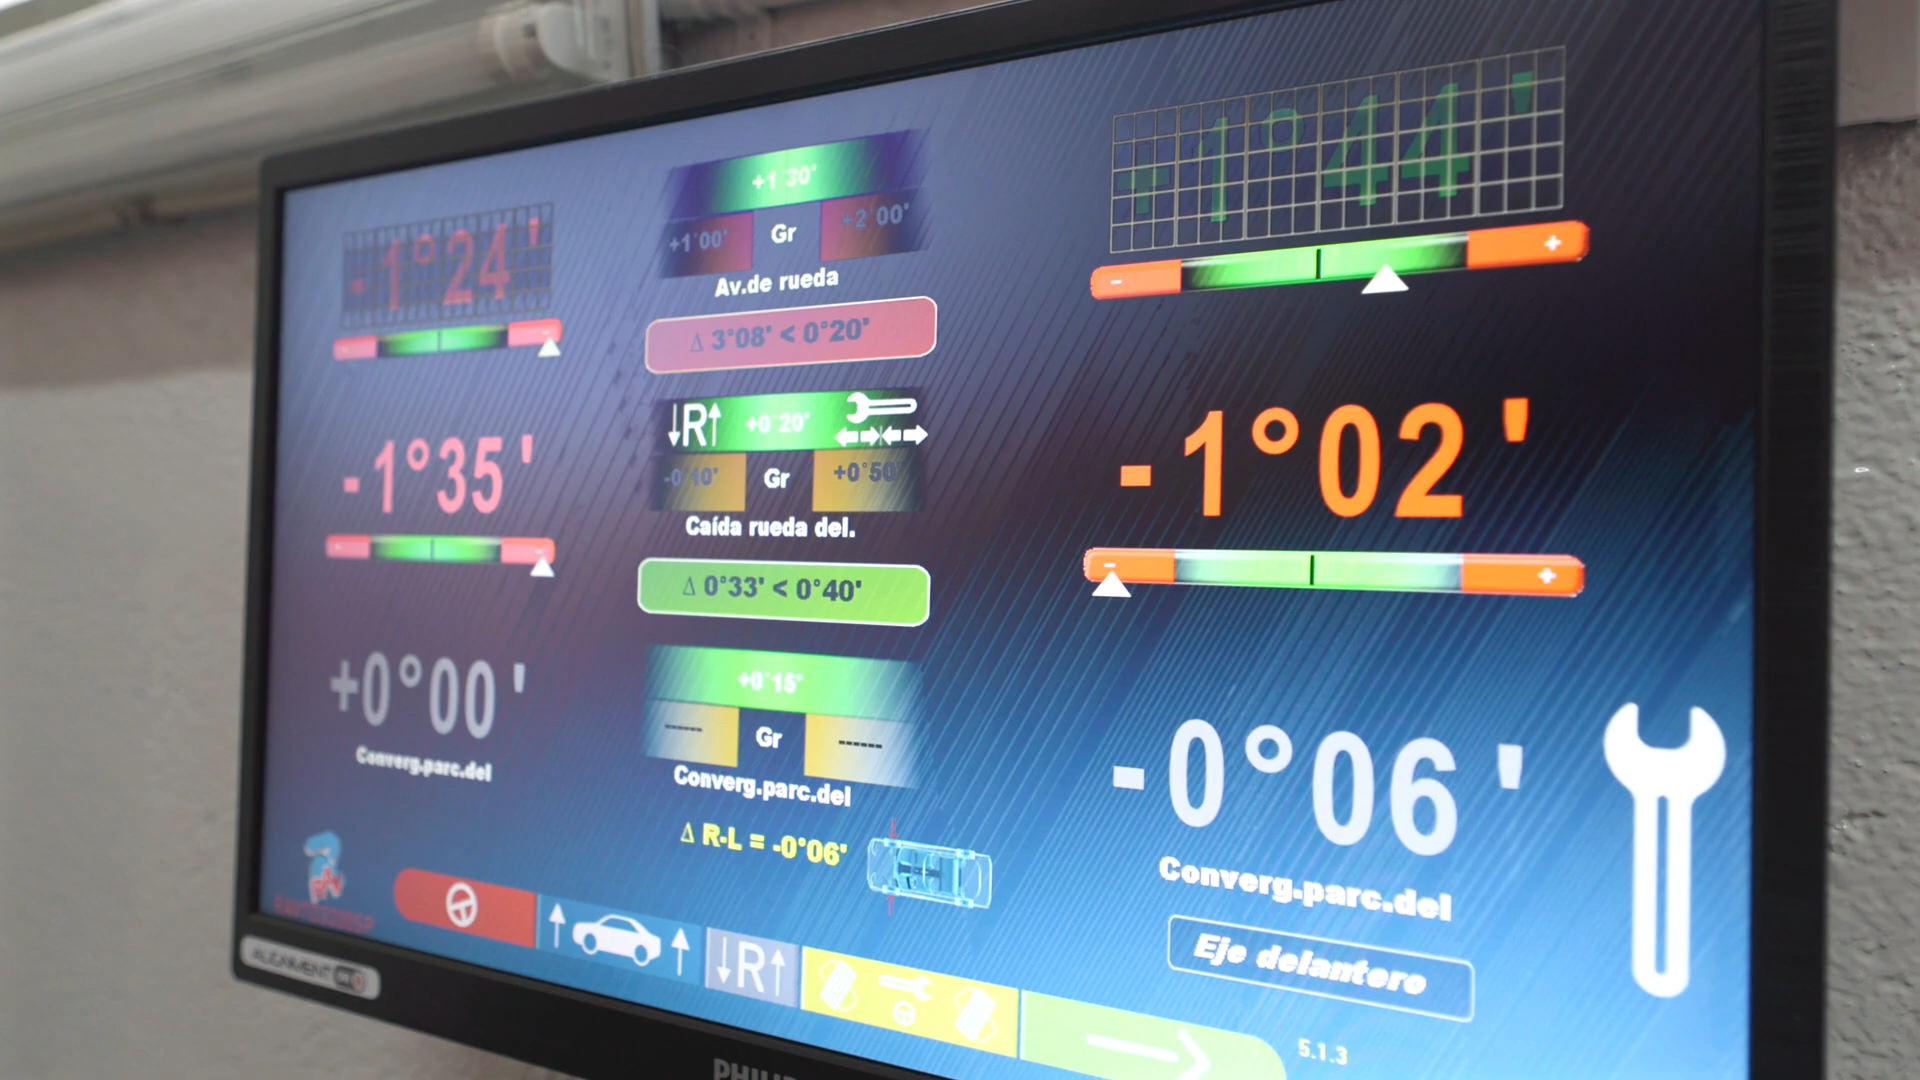 -1°24'
+1°30'
+1°00' Gr +2°00'
Av.de rueda
Δ 3°08' < 0°20'
+1°44'
- +
-1°35'
↓R↑ +0°20'
-0°10' Gr +0°50'
Caída rueda del.
Δ 0°33' < 0°40'
-1°02'
- +
+0°00'
Converg.parc.del
+0°15'
------ Gr ------
Converg.parc.del
Δ R-L = -0°06'
-0°06'
Converg.parc.del
Eje delantero
↓R↑
5.1.3
ALIGNMENT